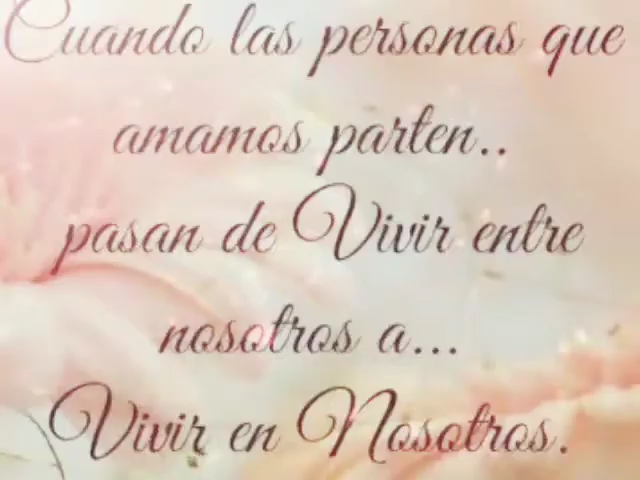 Cuando las personas que
amamos parten..
pasan de Vivir entre
nosotros a...
Vivir en Nosotros.